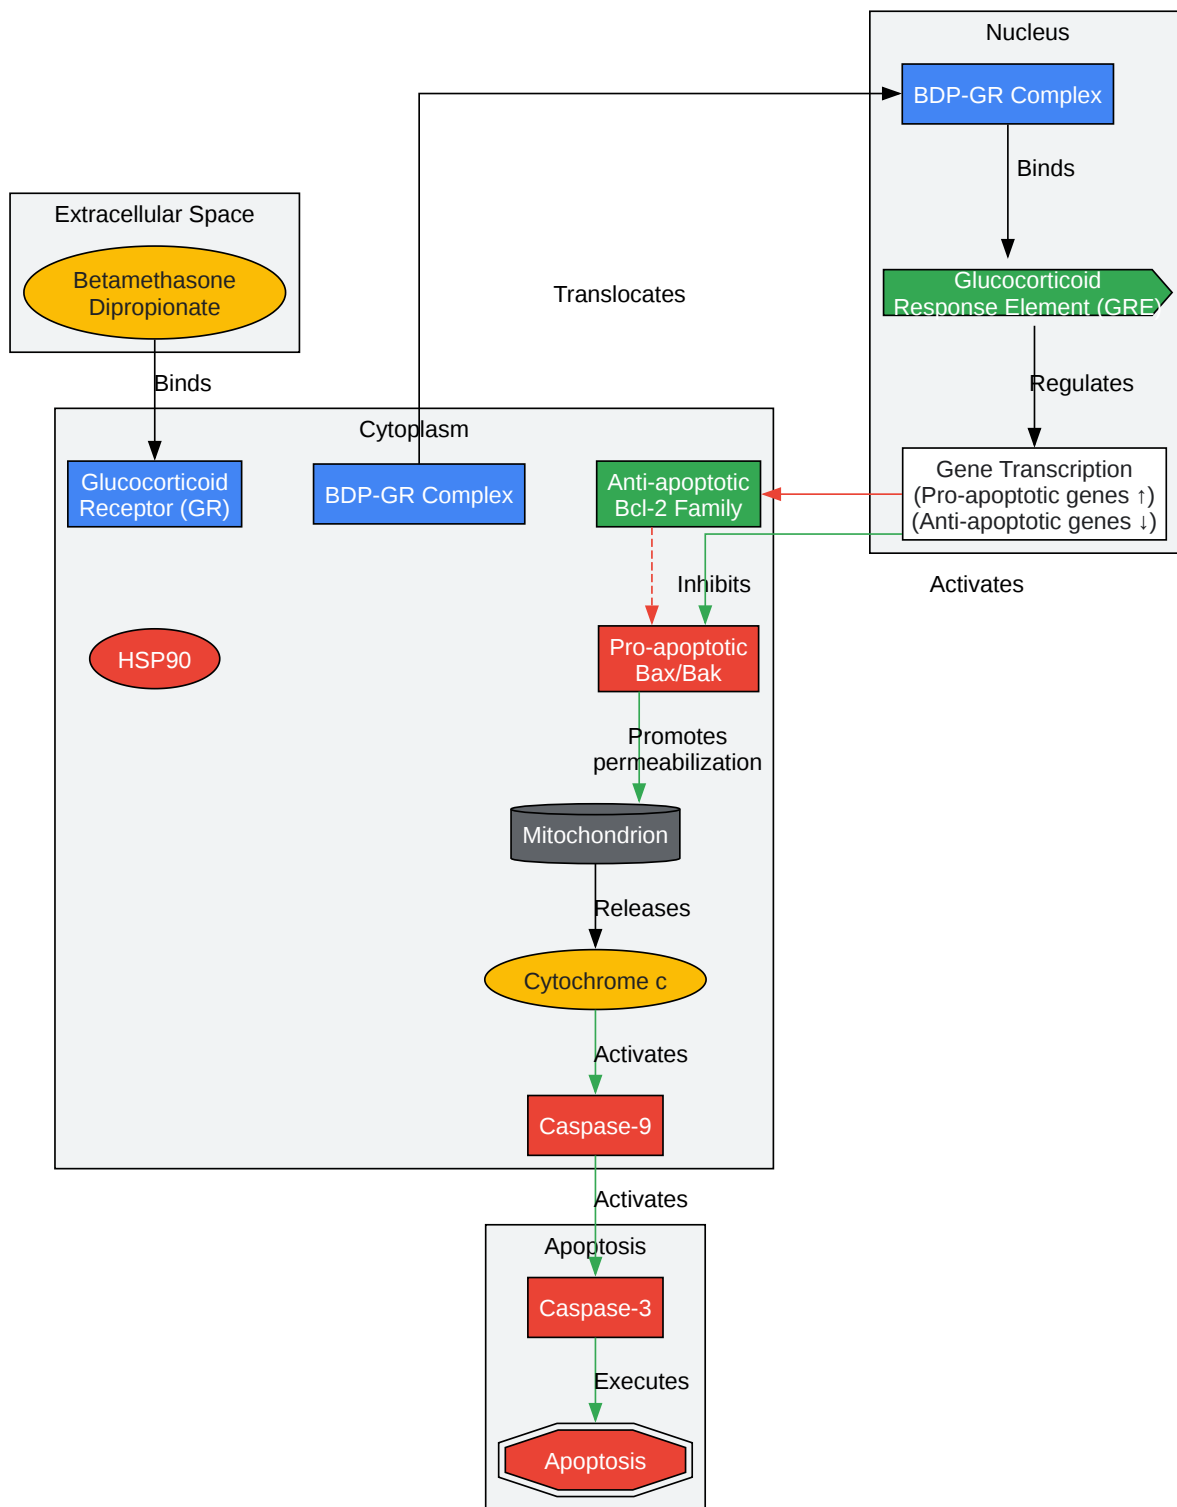 Nucleus
BDP-GR Complex
Binds
Extracellular Space
Betamethasone
Dipropionate
Translocates
Glucocorticoid
Response Element (GRE)
Binds
Regulates
Cytoplasm
Glucocorticoid
Receptor (GR)
BDP-GR Complex
Anti-apoptotic
Bcl-2 Family
Gene Transcription
(Pro-apoptotic genes ↑)
(Anti-apoptotic genes ↓)
Inhibits
Activates
HSP90
Pro-apoptotic
Bax/Bak
Promotes
permeabilization
Mitochondrion
Releases
Cytochrome c
Activates
Caspase-9
Activates
Apoptosis
Caspase-3
Executes
Apoptosis